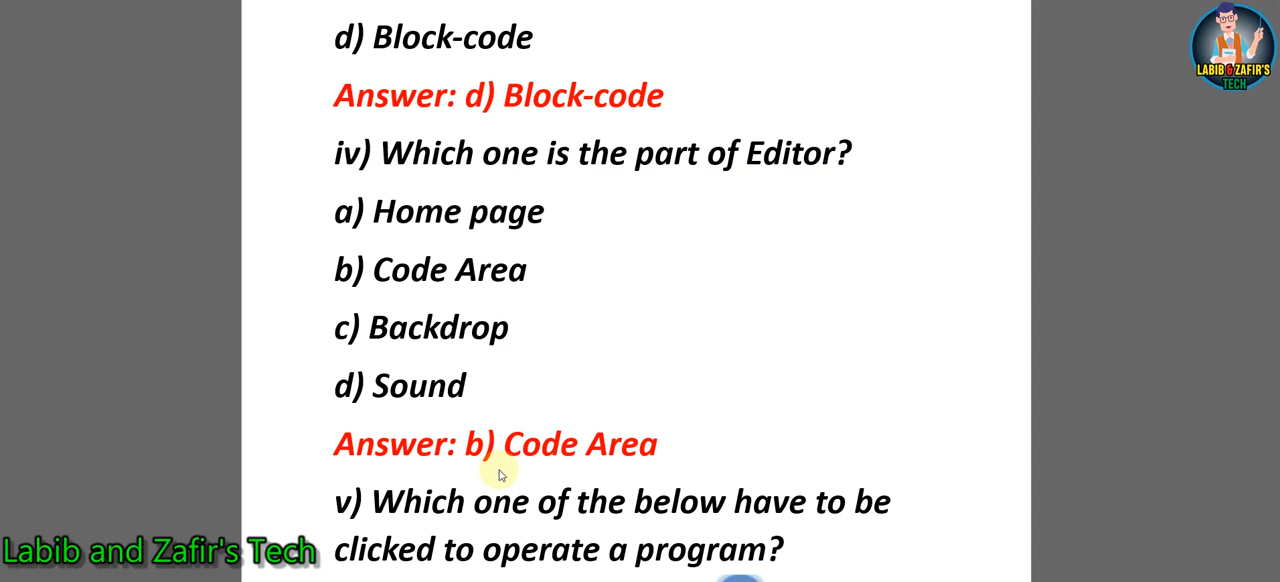 d) Block-code
Answer: d) Block-code
iv) Which one is the part of Editor?
a) Home page
b) Code Area
c) Backdrop
d) Sound
Answer: b) Code Area
v) Which one of the below have to be
clicked to operate a program?
LABIB & ZAFIR'S
TECH
Labib and Zafir's Tech